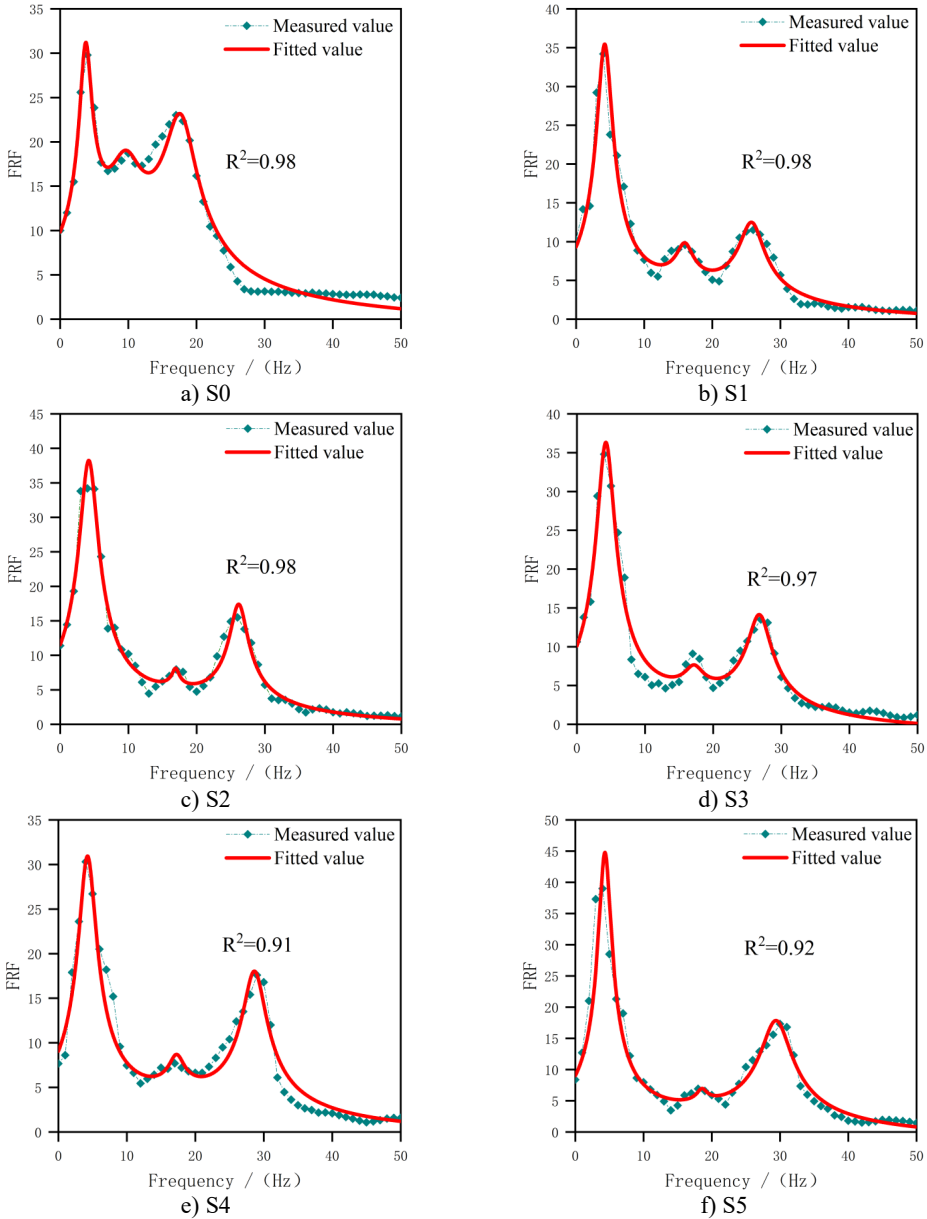 35
30
25
20
15
10
5
0
FRF
Measured value
Fitted value
R²=0.98
0 10 20 30 40 50
Frequency / (Hz)
a) S0
40
35
30
25
20
15
10
5
0
FRF
Measured value
Fitted value
R²=0.98
0 10 20 30 40 50
Frequency / (Hz)
b) S1
45
40
35
30
25
20
15
10
5
0
FRF
Measured value
Fitted value
R²=0.98
0 10 20 30 40 50
Frequency / (Hz)
c) S2
40
35
30
25
20
15
10
5
0
FRF
Measured value
Fitted value
R²=0.97
0 10 20 30 40 50
Frequency / (Hz)
d) S3
35
30
25
20
15
10
5
0
FRF
Measured value
Fitted value
R²=0.91
0 10 20 30 40 50
Frequency / (Hz)
e) S4
50
45
40
35
30
25
20
15
10
5
0
FRF
Measured value
Fitted value
R²=0.92
0 10 20 30 40 50
Frequency / (Hz)
f) S5